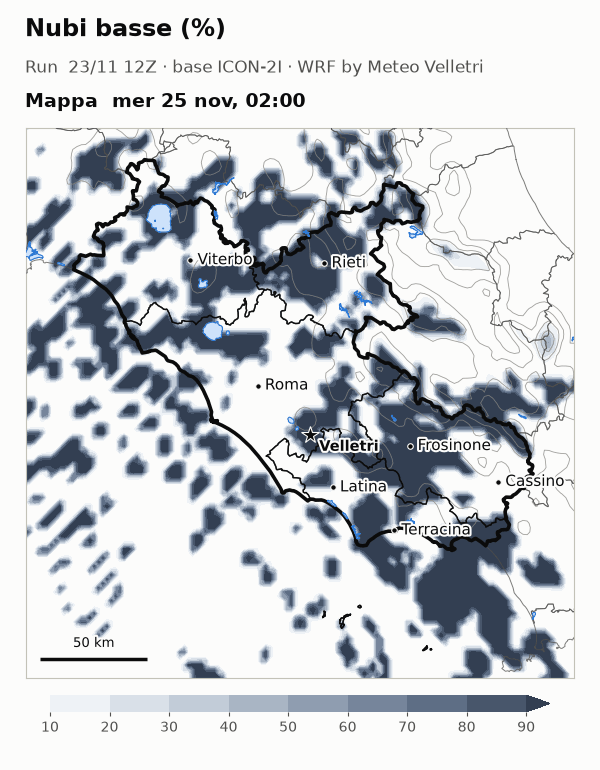 Nubi basse (%)
Run  23/11 12Z · base ICON-2I · WRF by Meteo Velletri
Mappa  mer 25 nov, 02:00
Viterbo
Rieti
Roma
Velletri
Frosinone
Latina
Cassino
Terracina
50 km
10 20 30 40 50 60 70 80 90